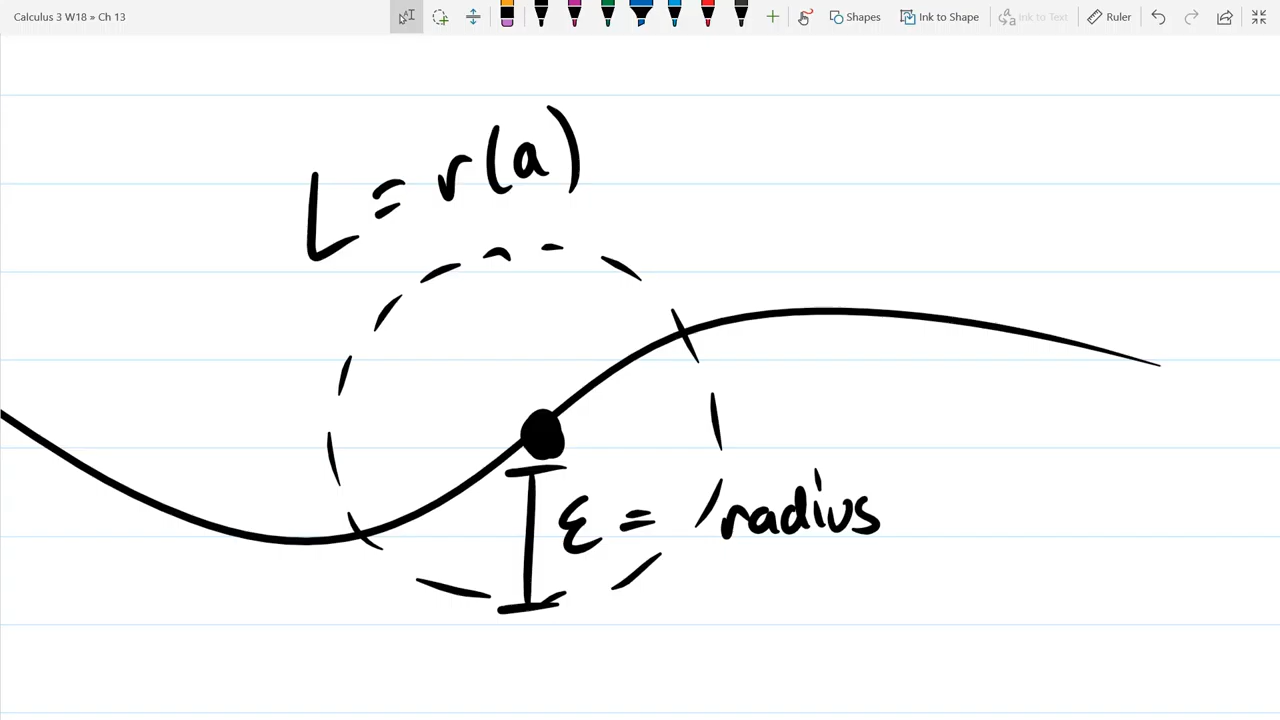 Calculus 3 W18 » Ch 13
Shapes
Ink to Shape
Ink to Text
Ruler
L = r(a)
ε = radius